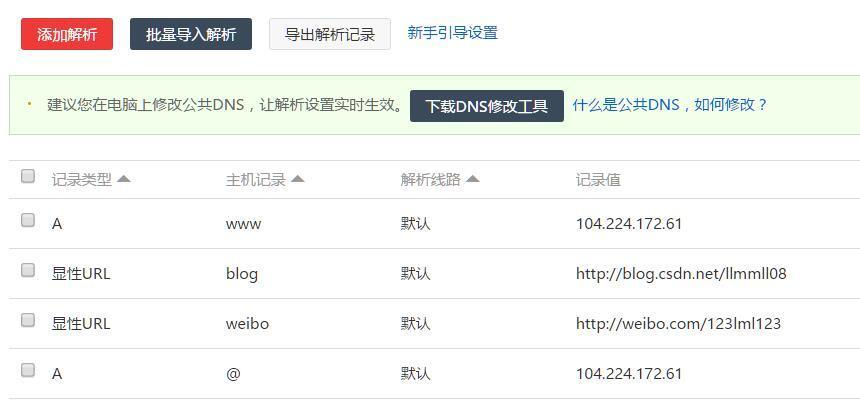 添加解析 批量导入解析 导出解析记录 新手引导设置
建议您在电脑上修改公共DNS，让解析设置实时生效。 下载DNS修改工具 什么是公共DNS，如何修改？
记录类型 主机记录 解析线路 记录值
A www 默认 104.224.172.61
显性URL blog 默认 http://blog.csdn.net/llmmll08
显性URL weibo 默认 http://weibo.com/123lml123
A @ 默认 104.224.172.61